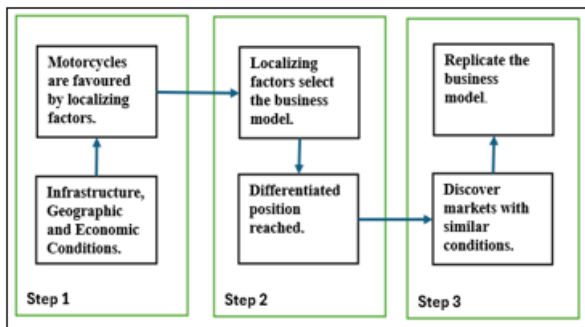 Motorcycles
are favoured
by localizing
factors.
Infrastructure,
Geographic
and Economic
Conditions.
Step 1
Localizing
factors select
the business
model.
Differentiated
position
reached.
Step 2
Replicate the
business
model.
Discover
markets with
similar
conditions.
Step 3